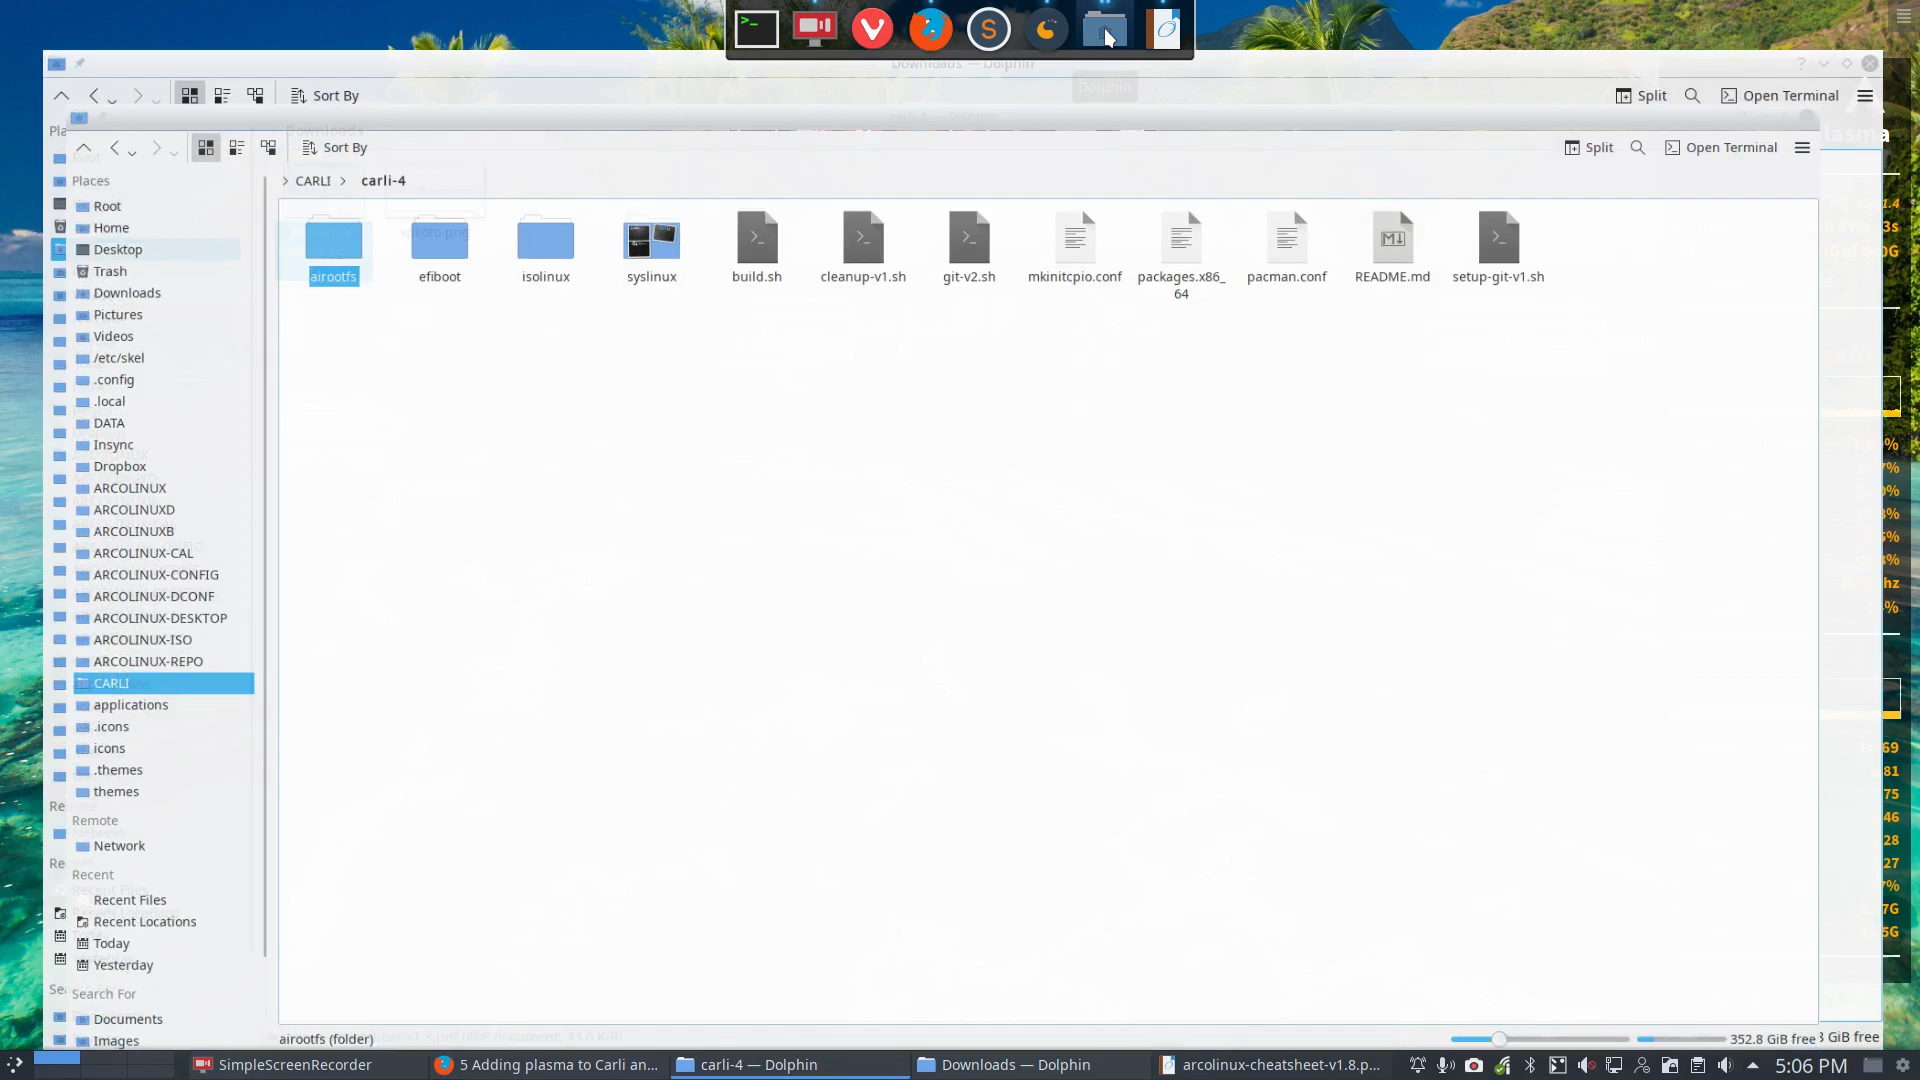 Downloads — Dolphin
Sort By
Split
Open Terminal
Dolphin
Sort By
Split
Open Terminal
CARLI
carli-4
Places
Root
Home
Desktop
Trash
Downloads
Pictures
Videos
/etc/skel
.config
.local
DATA
Insync
Dropbox
ARCOLINUX
ARCOLINUXD
ARCOLINUXB
ARCOLINUX-CAL
ARCOLINUX-CONFIG
ARCOLINUX-DCONF
ARCOLINUX-DESKTOP
ARCOLINUX-ISO
ARCOLINUX-REPO
CARLI
applications
.icons
icons
.themes
themes
Remote
Network
Recent
Recent Files
Recent Locations
Today
Yesterday
Search For
Documents
Images
airootfs
efiboot
isolinux
syslinux
build.sh
cleanup-v1.sh
git-v2.sh
mkinitcpio.conf
packages.x86_
64
pacman.conf
README.md
setup-git-v1.sh
airootfs (folder)
352.8 GiB free
GiB free
SimpleScreenRecorder
5 Adding plasma to Carli an...
carli-4 — Dolphin
Downloads — Dolphin
arcolinux-cheatsheet-v1.8.p...
5:06 PM